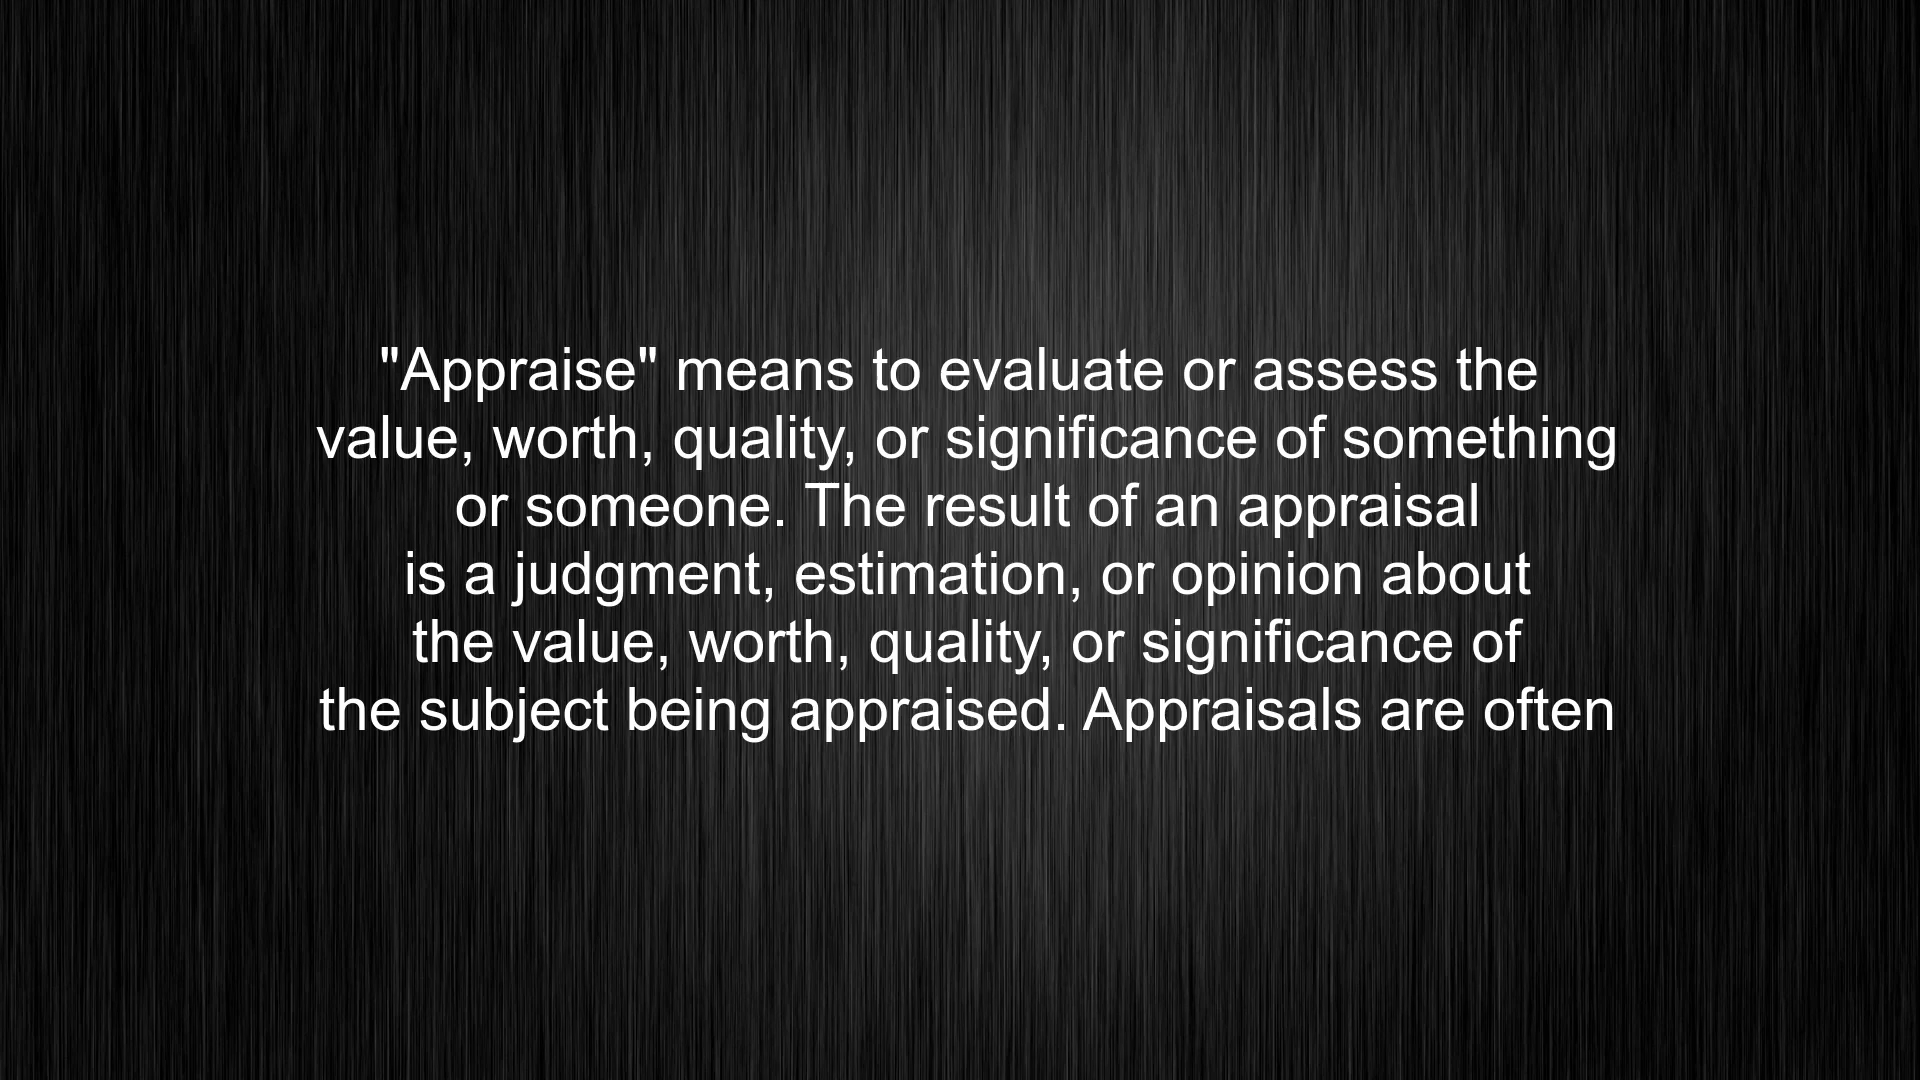 "Appraise" means to evaluate or assess the
value, worth, quality, or significance of something
or someone. The result of an appraisal
is a judgment, estimation, or opinion about
the value, worth, quality, or significance of
the subject being appraised. Appraisals are often